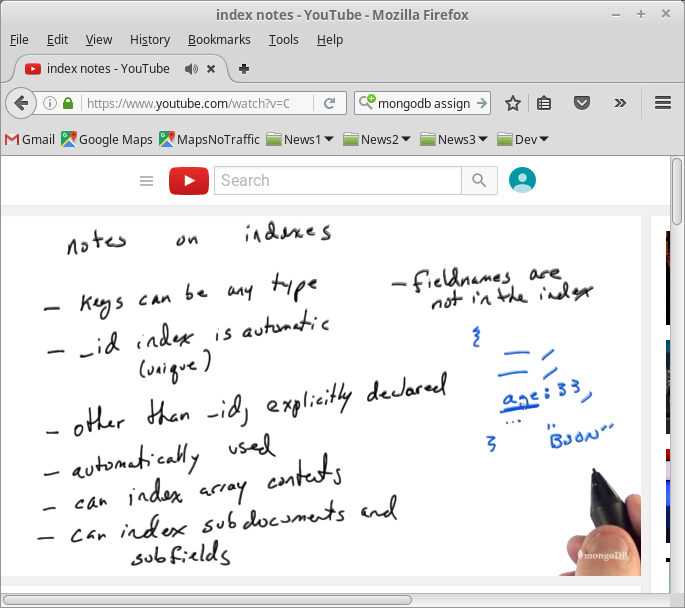 index notes - YouTube - Mozilla Firefox
File Edit View History Bookmarks Tools Help
index notes - YouTube
https://www.youtube.com/watch?v=C
mongodb assign
Gmail Google Maps MapsNoTraffic News1 News2 News3 Dev
Search
notes on indexes
- keys can be any type
- _id index is automatic
(unique)
- other than _id, explicitly declared
- automatically used
- can index array contents
- can index subdocuments and
subfields
- fieldnames are
not in the index
{
age: 33,
...
}
"BSON"
mongoDB